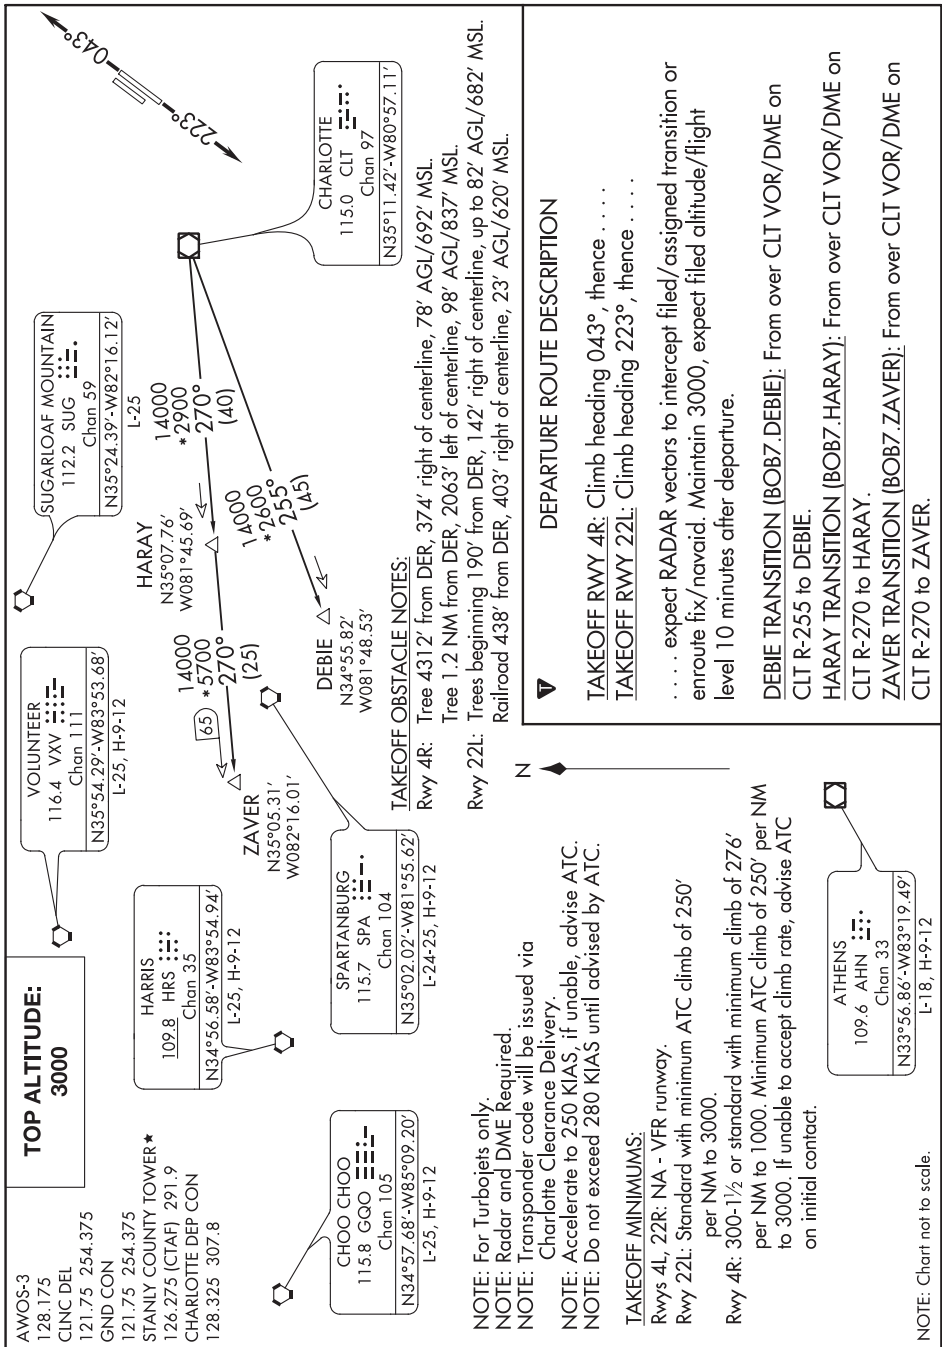 AWOS-3
128.175
CLNC DEL
121.75 254.375
GND CON
121.75 254.375
STANLY COUNTY TOWER★
126.275 (CTAF) 291.9
CHARLOTTE DEP CON
128.325 307.8
TOP ALTITUDE:
3000
VOLUNTEER
116.4 VXV
Chan 111
N35°54.29’-W83°53.68’
L-25, H-9-12
SUGARLOAF MOUNTAIN
112.2 SUG
Chan 59
N35°24.39’-W82°16.12’
L-25
043°
223°
HARRIS
109.8 HRS
Chan 35
N34°56.58’-W83°54.94’
L-25, H-9-12
CHARLOTTE
115.0 CLT
Chan 97
N35°11.42’-W80°57.11’
14000
*2900
270°
(40)
HARAY
N35°07.76’
W081°45.69’
14000
*5700
270°
(25)
65
ZAVER
N35°05.31’
W082°16.01’
14000
*2600
255°
(45)
DEBIE
N34°55.82’
W081°48.53’
CHOO CHOO
115.8 GQO
Chan 105
N34°57.68’-W85°09.20’
L-25, H-9-12
SPARTANBURG
115.7 SPA
Chan 104
N35°02.02’-W81°55.62’
L-24-25, H-9-12
TAKEOFF OBSTACLE NOTES:
Rwy 4R: Tree 4312’ from DER, 374’ right of centerline, 78’ AGL/692’ MSL.
Tree 1.2 NM from DER, 2063’ left of centerline, 98’ AGL/837’ MSL.
Rwy 22L: Trees beginning 190’ from DER, 142’ right of centerline, up to 82’ AGL/682’ MSL.
Railroad 438’ from DER, 403’ right of centerline, 23’ AGL/620’ MSL.
NOTE: For Turbojets only.
NOTE: Radar and DME Required.
NOTE: Transponder code will be issued via
Charlotte Clearance Delivery.
NOTE: Accelerate to 250 KIAS, if unable, advise ATC.
NOTE: Do not exceed 280 KIAS until advised by ATC.
N
TAKEOFF MINIMUMS:
Rwys 4L, 22R: NA - VFR runway.
Rwy 22L: Standard with minimum ATC climb of 250’
per NM to 3000.
Rwy 4R: 300-1½ or standard with minimum climb of 276’
per NM to 1000. Minimum ATC climb of 250’ per NM
to 3000. If unable to accept climb rate, advise ATC
on initial contact.
ATHENS
109.6 AHN
Chan 33
N33°56.86’-W83°19.49’
L-18, H-9-12
NOTE: Chart not to scale.
T
DEPARTURE ROUTE DESCRIPTION
TAKEOFF RWY 4R: Climb heading 043°, thence . . . .
TAKEOFF RWY 22L: Climb heading 223°, thence . . . .
. . . . expect RADAR vectors to intercept filed/assigned transition or
enroute fix/navaid. Maintain 3000, expect filed altitude/flight
level 10 minutes after departure.
DEBIE TRANSITION (BOB7.DEBIE): From over CLT VOR/DME on
CLT R-255 to DEBIE.
HARAY TRANSITION (BOB7.HARAY): From over CLT VOR/DME on
CLT R-270 to HARAY.
ZAVER TRANSITION (BOB7.ZAVER): From over CLT VOR/DME on
CLT R-270 to ZAVER.